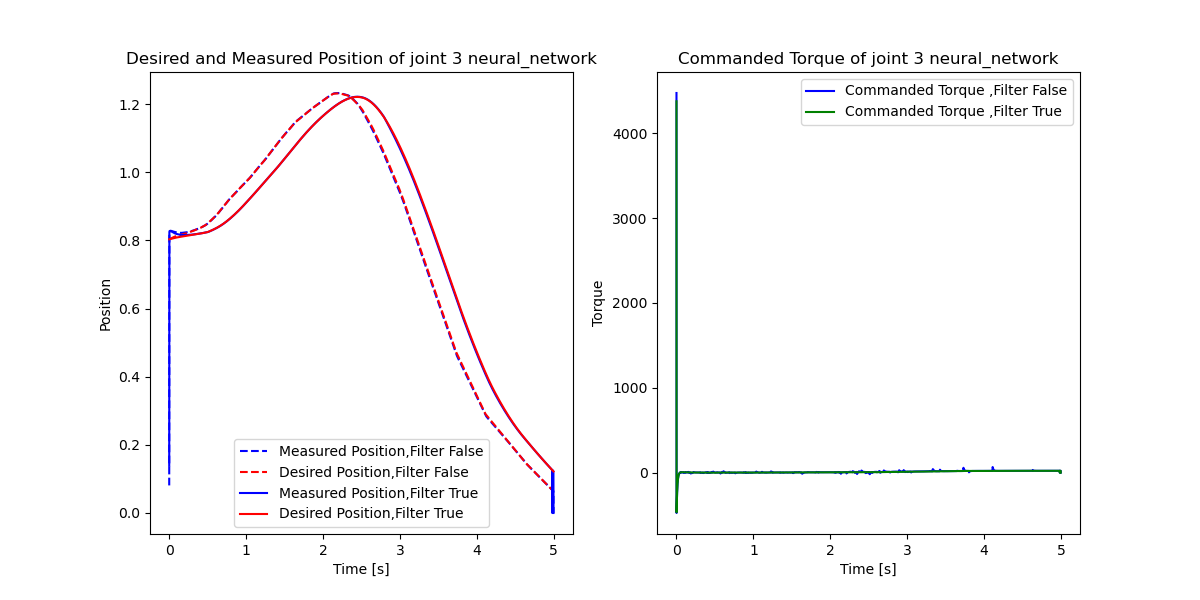 Desired and Measured Position of joint 3 neural_network
Position
1.2
1.0
0.8
0.6
0.4
0.2
0.0
Measured Position,Filter False
Desired Position,Filter False
Measured Position,Filter True
Desired Position,Filter True
0 1 2 3 4 5
Time [s]
Commanded Torque of joint 3 neural_network
Torque
4000
3000
2000
1000
0
Commanded Torque ,Filter False
Commanded Torque ,Filter True
0 1 2 3 4 5
Time [s]